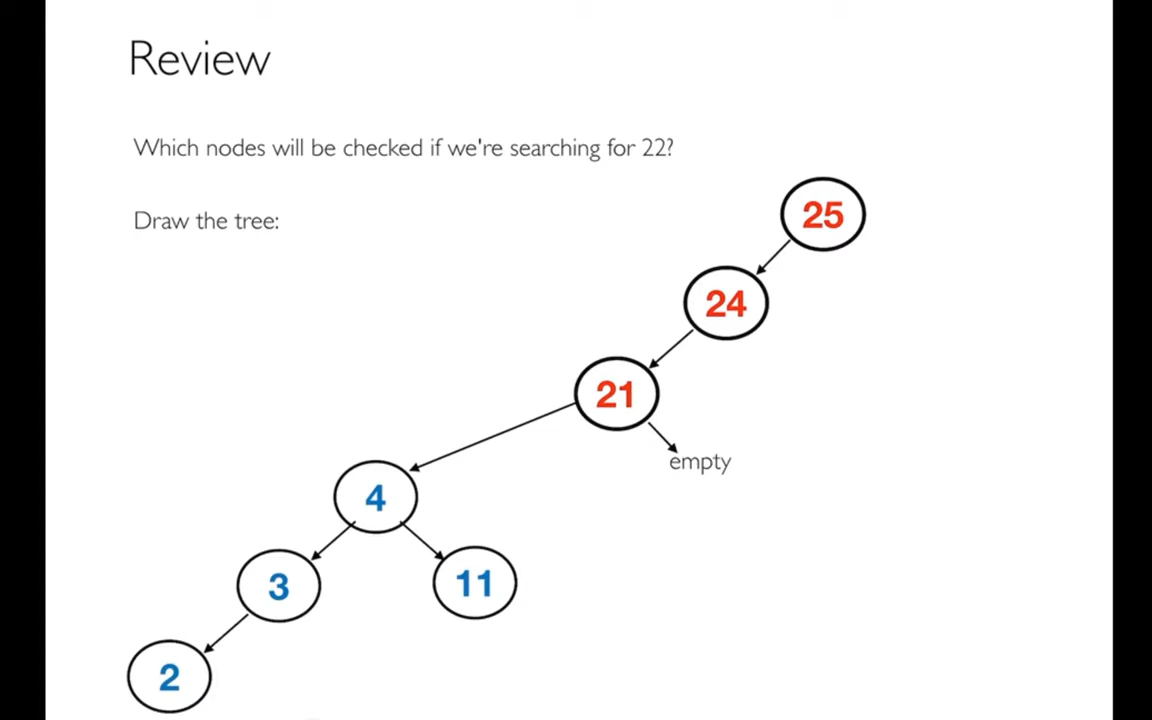 Review
Which nodes will be checked if we're searching for 22?
Draw the tree:
25
24
21
empty
4
3
11
2